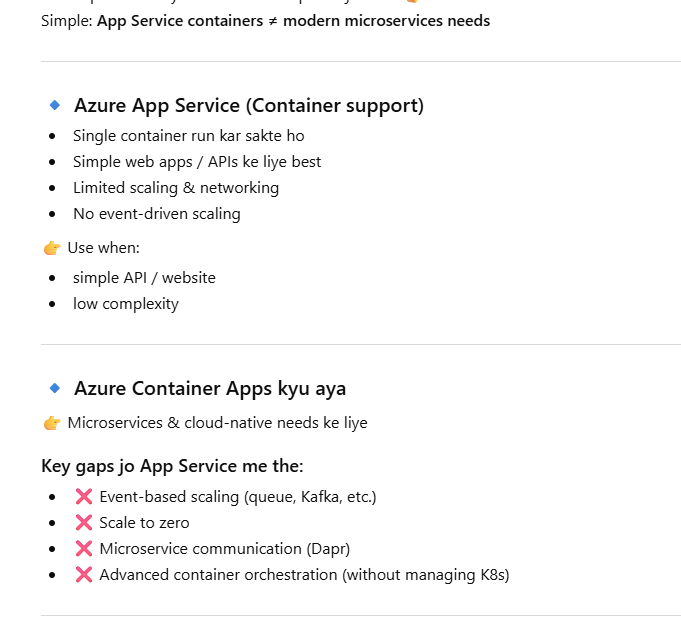 Simple: App Service containers ≠ modern microservices needs
Azure App Service (Container support)
Single container run kar sakte ho
Simple web apps / APIs ke liye best
Limited scaling & networking
No event-driven scaling
👉 Use when:
simple API / website
low complexity
Azure Container Apps kyu aya
👉 Microservices & cloud-native needs ke liye
Key gaps jo App Service me the:
❌ Event-based scaling (queue, Kafka, etc.)
❌ Scale to zero
❌ Microservice communication (Dapr)
❌ Advanced container orchestration (without managing K8s)